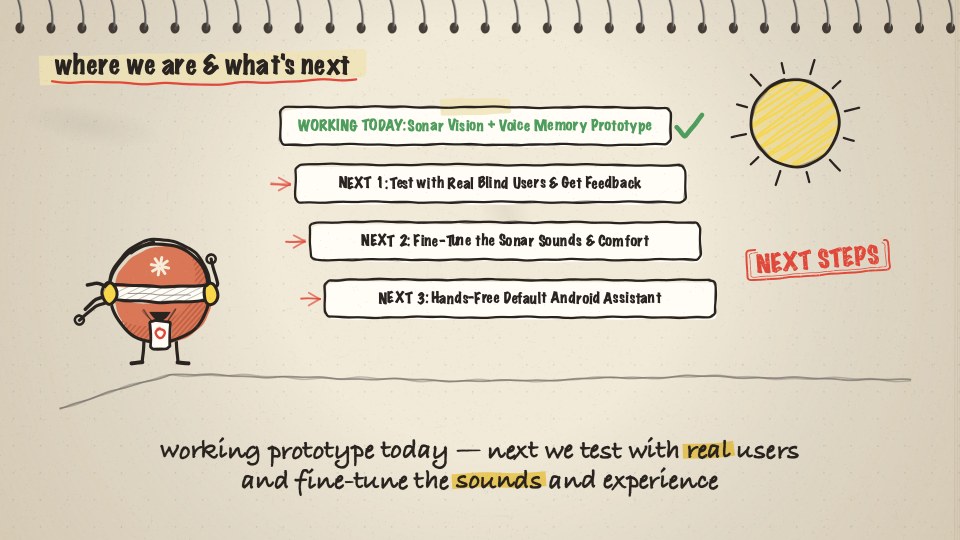 where we are & what's next
WORKING TODAY: Sonar Vision + Voice Memory Prototype
NEXT 1: Test with Real Blind Users & Get Feedback
NEXT 2: Fine-Tune the Sonar Sounds & Comfort
NEXT STEPS
NEXT 3: Hands-Free Default Android Assistant
working prototype today — next we test with real users
and fine-tune the sounds and experience